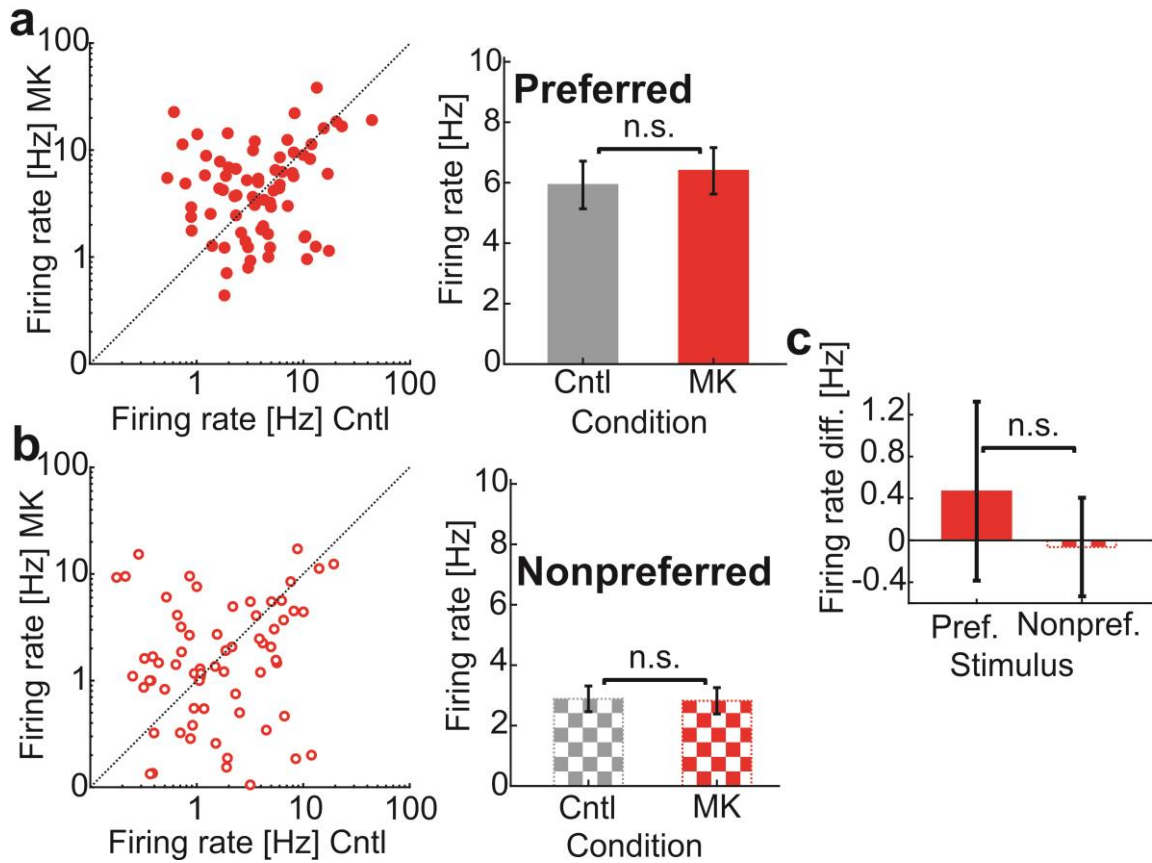 a
Firing rate [Hz] MK
100
10
1
0
1
10
100
Firing rate [Hz] Cntl
Firing rate [Hz]
10
8
6
4
2
0
Preferred
n.s.
Cntl
MK
Condition
b
Firing rate [Hz] MK
100
10
1
0
1
10
100
Firing rate [Hz] Cntl
Firing rate [Hz]
10
8
6
4
2
0
Nonpreferred
n.s.
Cntl
MK
Condition
c
Firing rate diff. [Hz]
1.2
0.8
0.4
0
-0.4
n.s.
Pref.
Nonpref.
Stimulus